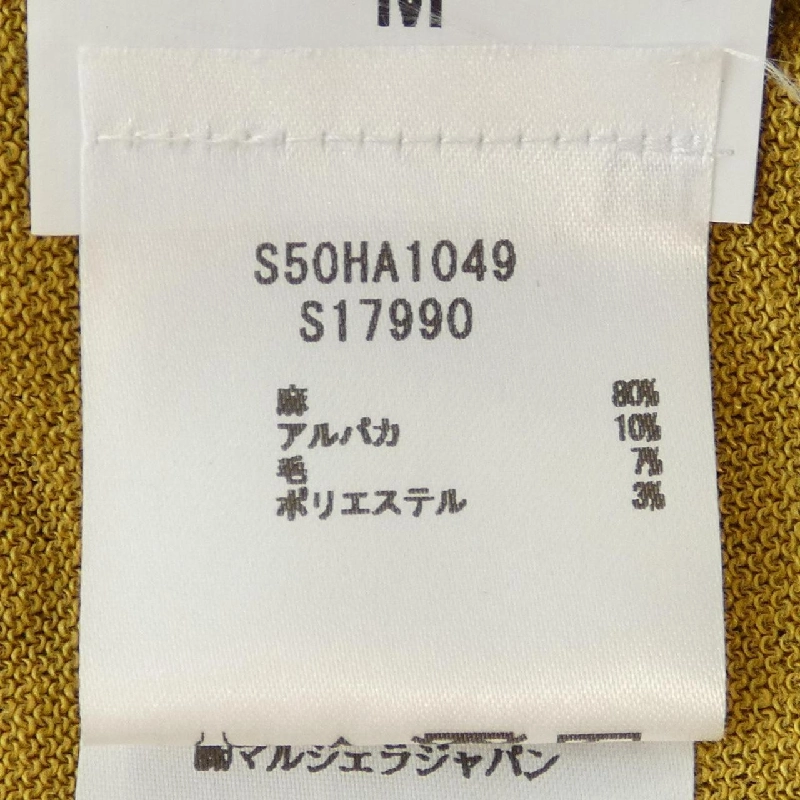 M
S50HA1049
S17990
麻 80%
アルパカ 10%
毛 7%
ポリエステル 3%
㈱マルジェラジャパン